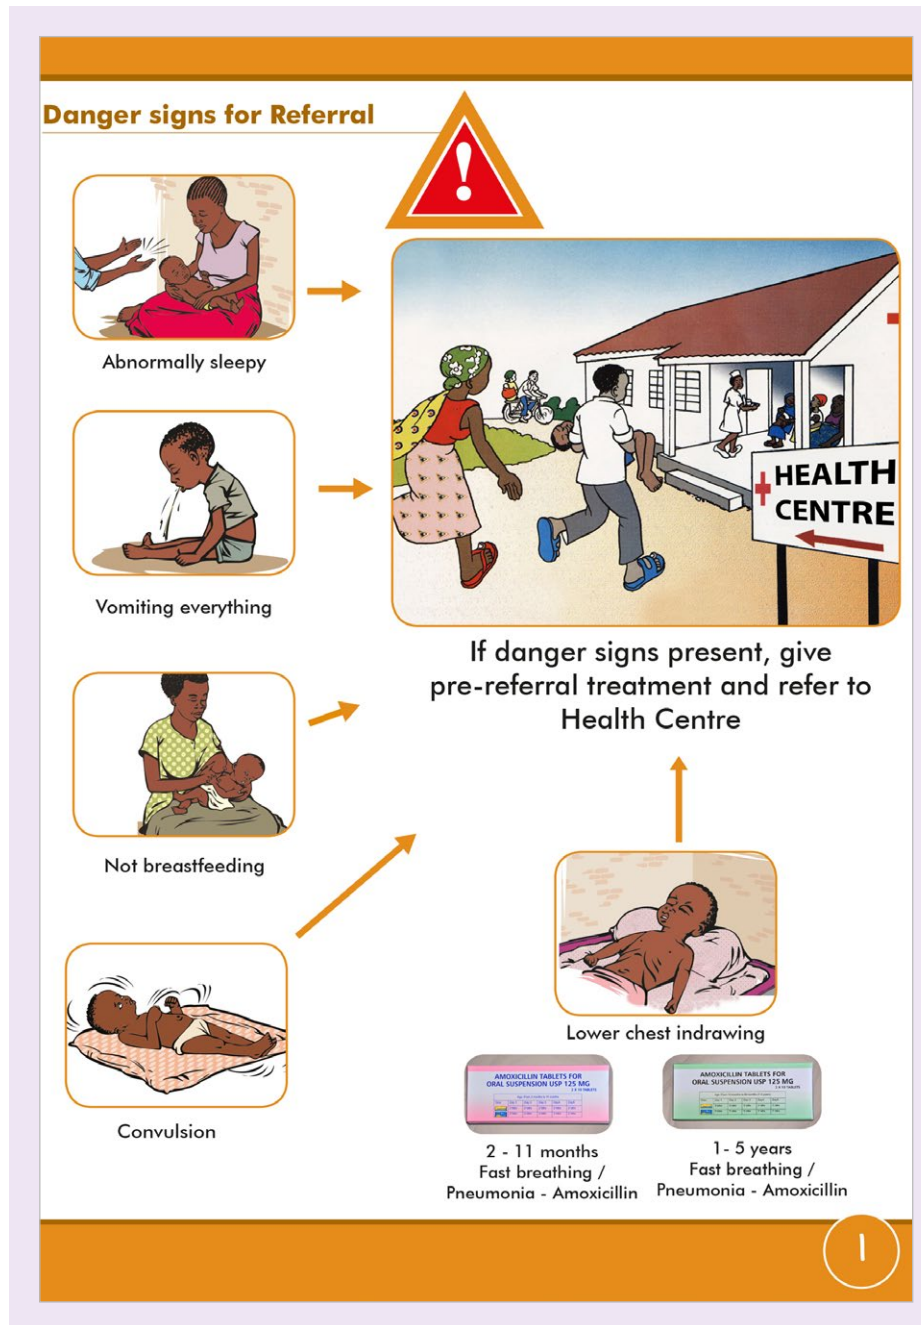 Danger signs for Referral
!
Abnormally sleepy
HEALTH
CENTRE
Vomiting everything
If danger signs present, give
pre-referral treatment and refer to
Health Centre
Not breastfeeding
Lower chest indrawing
Convulsion
AMOXICILLIN TABLETS FOR
ORAL SUSPENSION USP 125 MG
2 - 11 months
Fast breathing /
Pneumonia - Amoxicillin
AMOXICILLIN TABLETS FOR
ORAL SUSPENSION USP 125 MG
1- 5 years
Fast breathing /
Pneumonia - Amoxicillin
1